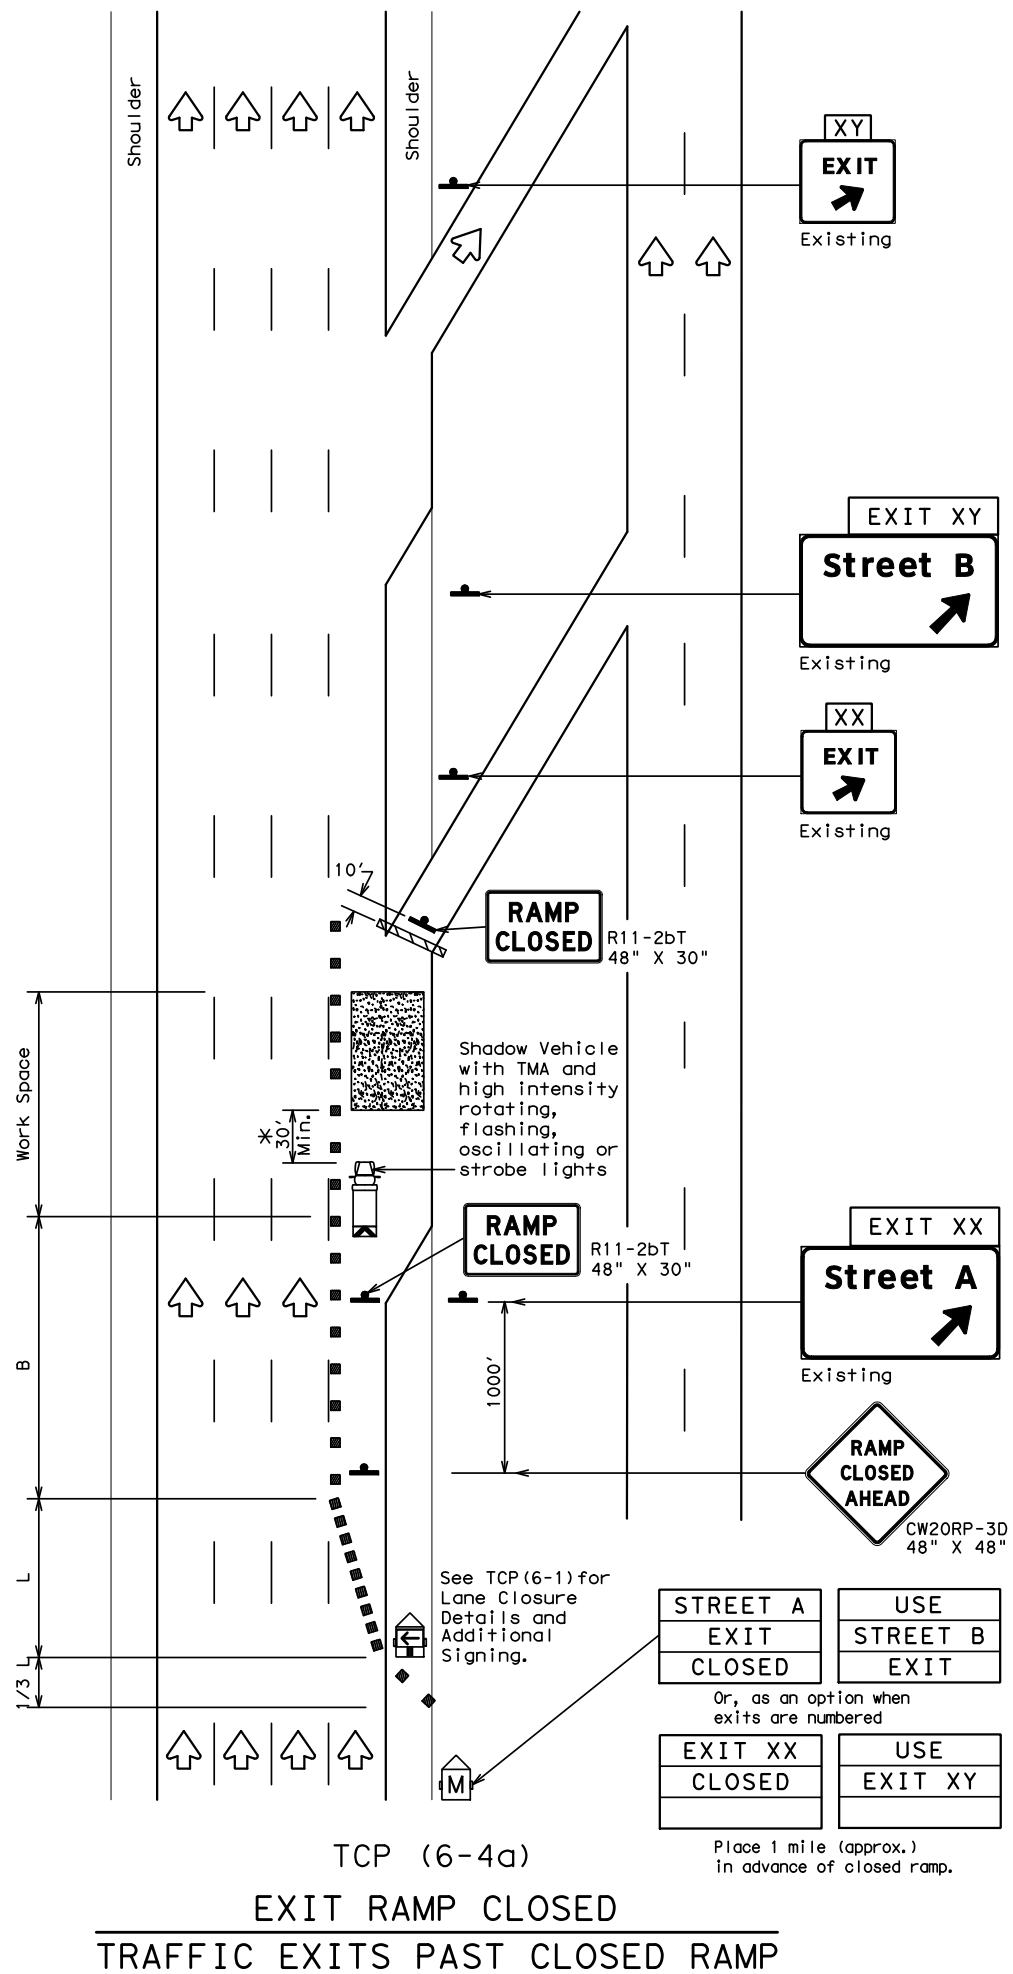 Shoulder
Shoulder
XY
EXIT
Existing
EXIT XY
Street B
Existing
XX
EXIT
Existing
10'
RAMP
CLOSED
R11-2bT
48" X 30"
Work Space
*
30'
Min.
Shadow Vehicle
with TMA and
high intensity
rotating,
flashing,
oscillating or
strobe lights
RAMP
CLOSED
R11-2bT
48" X 30"
EXIT XX
Street A
Existing
B
1000'
RAMP
CLOSED
AHEAD
CW20RP-3D
48" X 48"
L
See TCP(6-1)for
Lane Closure
Details and
Additional
Signing.
1/3 L
STREET A
EXIT
CLOSED
USE
STREET B
EXIT
Or, as an option when
exits are numbered
EXIT XX
CLOSED
USE
EXIT XY
M
Place 1 mile (approx.)
in advance of closed ramp.
TCP (6-4a)
EXIT RAMP CLOSED
TRAFFIC EXITS PAST CLOSED RAMP